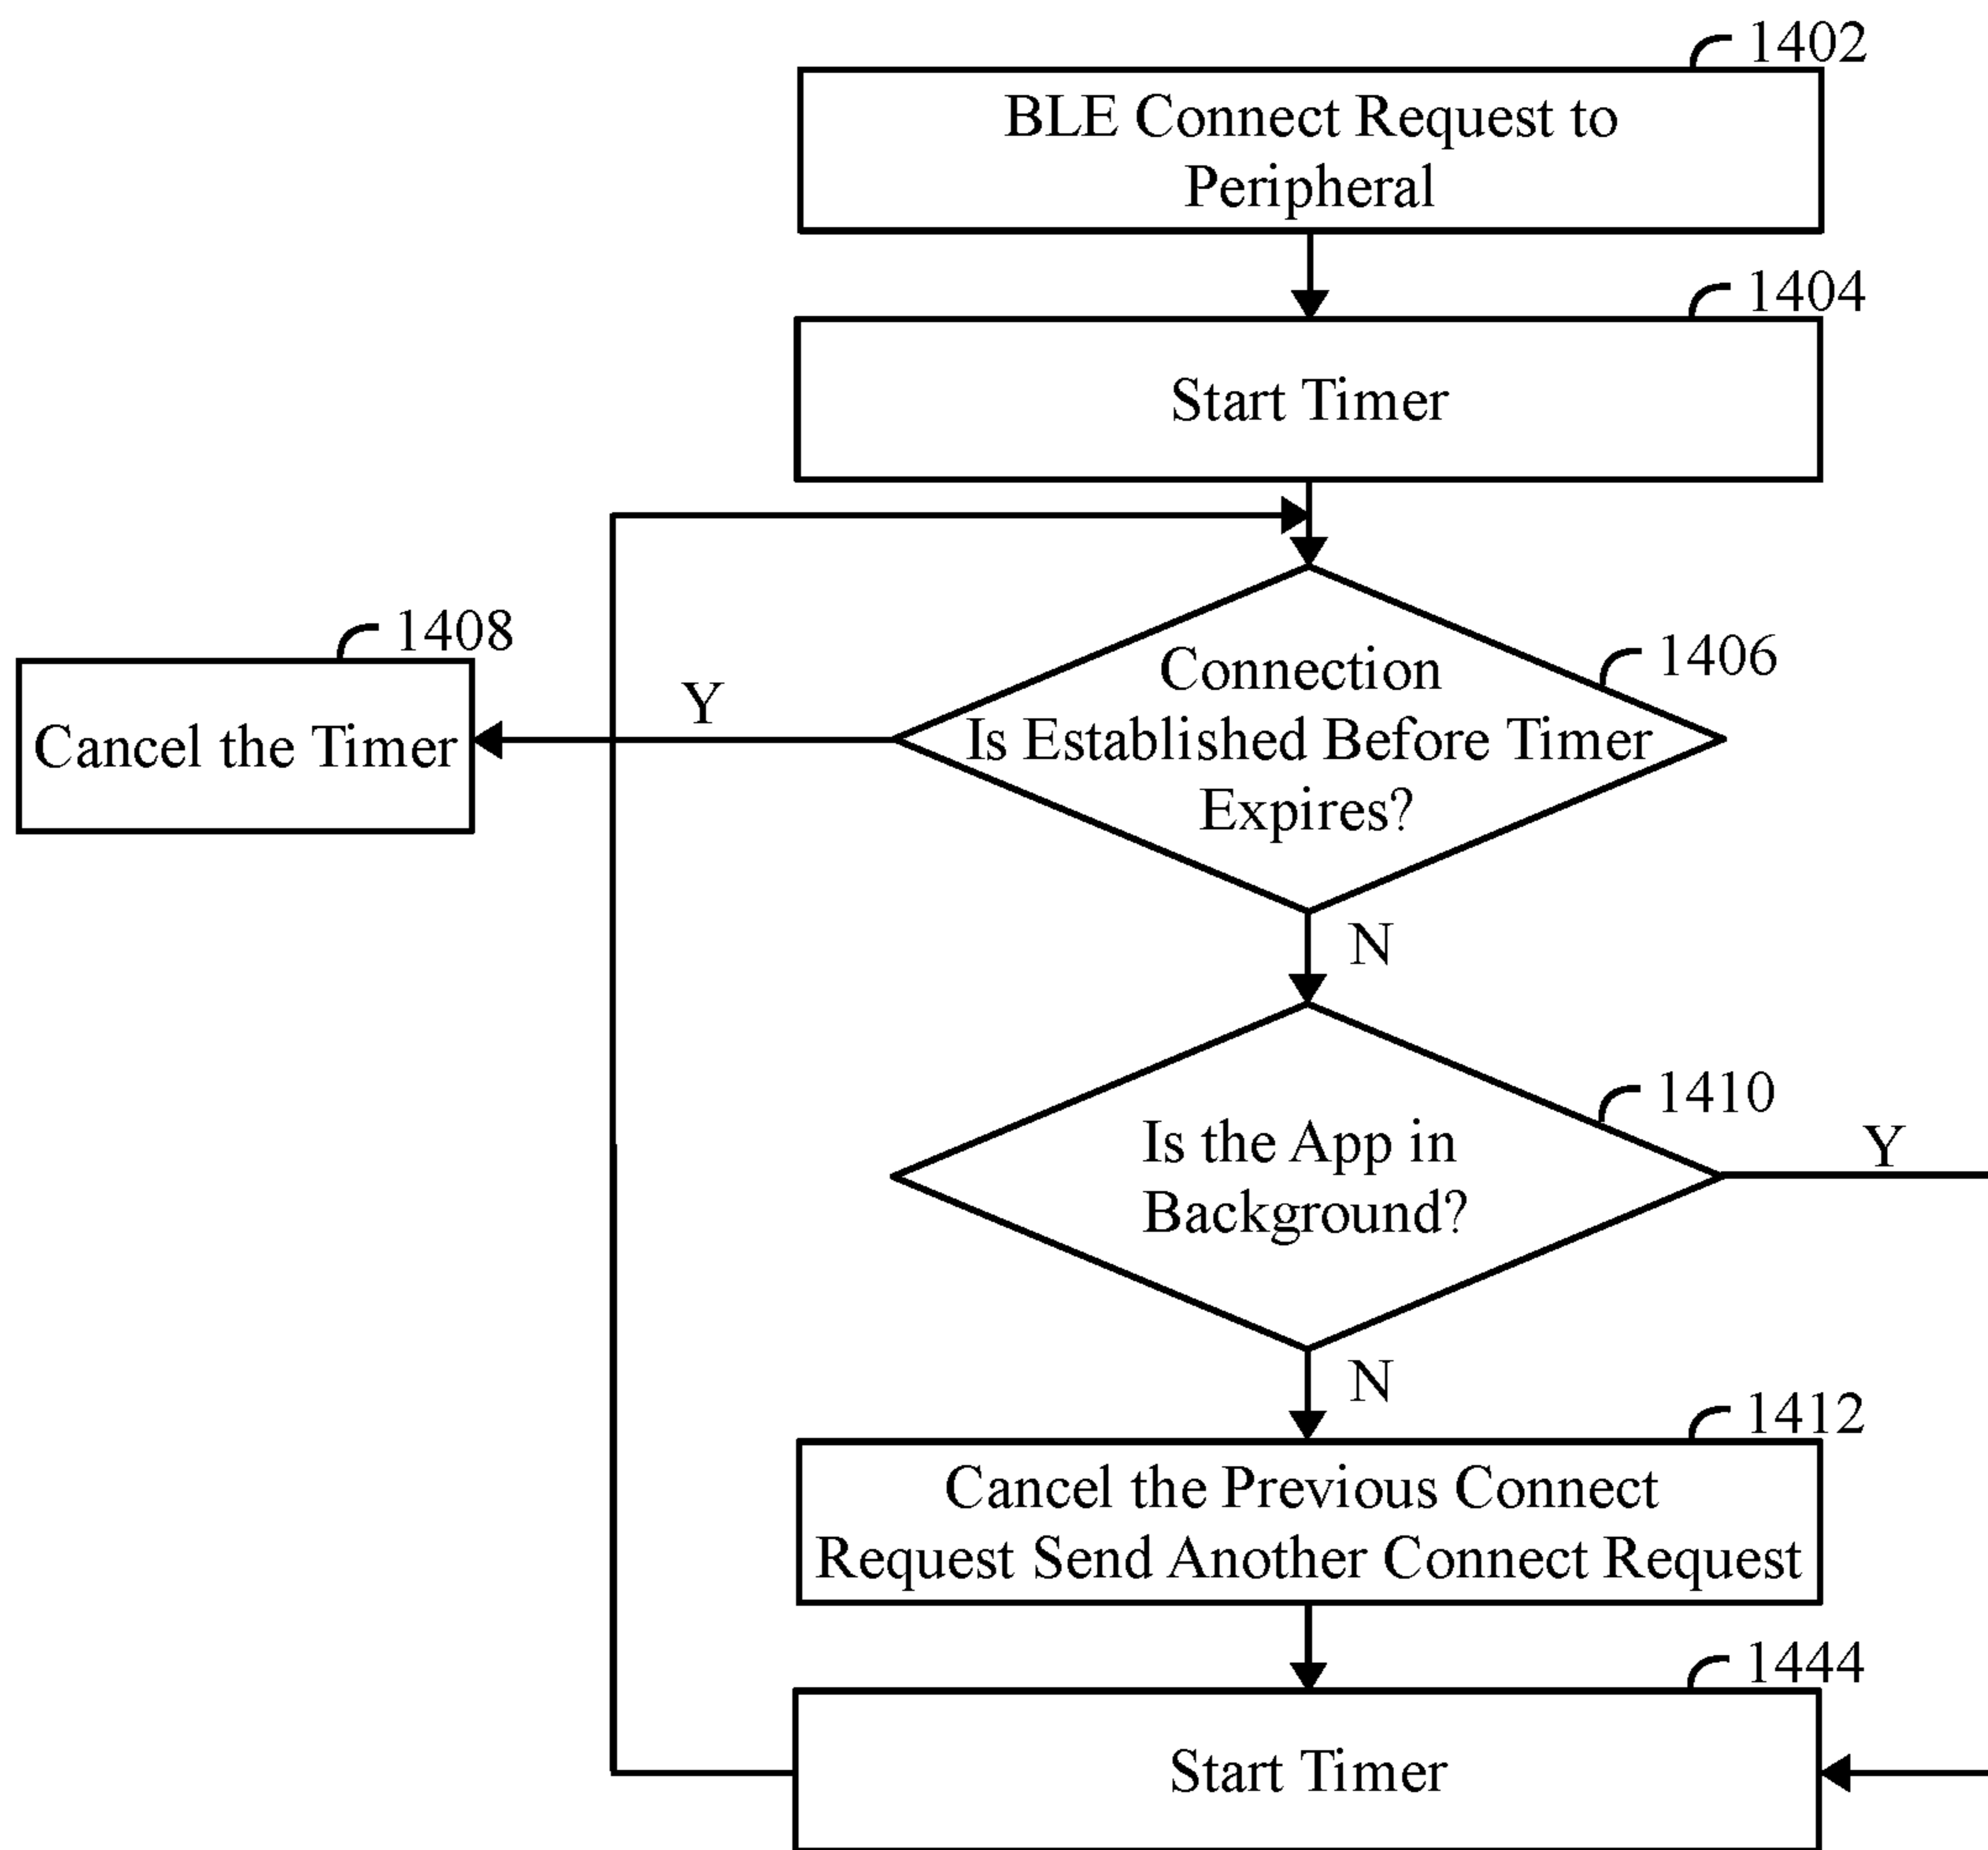 1402
BLE Connect Request to
Peripheral
1404
Start Timer
1408
Cancel the Timer
Y
1406
Connection
Is Established Before Timer
Expires?
N
1410
Is the App in
Background?
Y
N
1412
Cancel the Previous Connect
Request Send Another Connect Request
1444
Start Timer